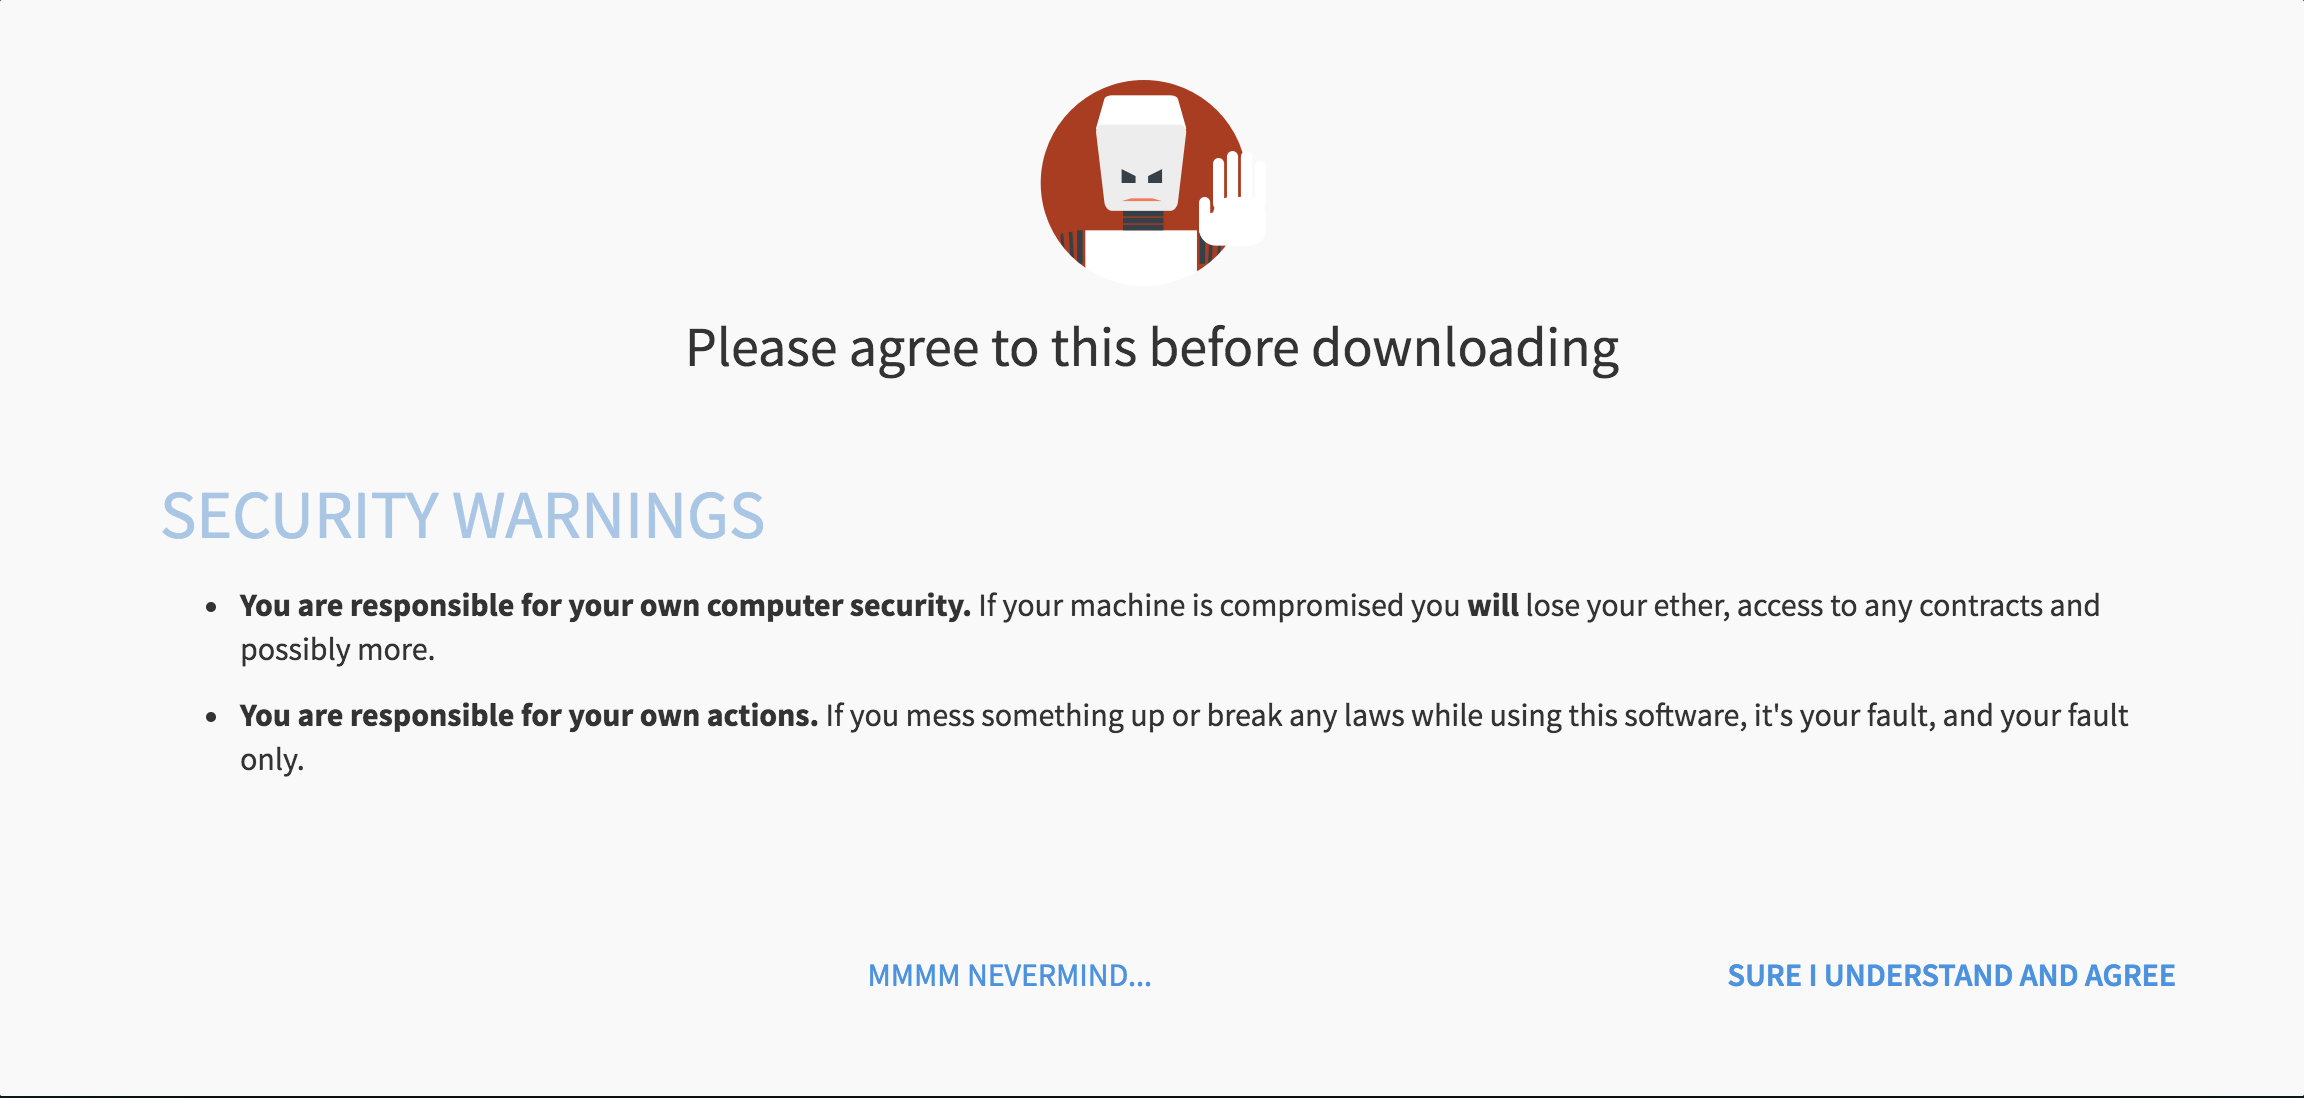 Please agree to this before downloading
SECURITY WARNINGS
• You are responsible for your own computer security. If your machine is compromised you will lose your ether, access to any contracts and
possibly more.
• You are responsible for your own actions. If you mess something up or break any laws while using this software, it's your fault, and your fault
only.
MMMM NEVERMIND...
SURE I UNDERSTAND AND AGREE